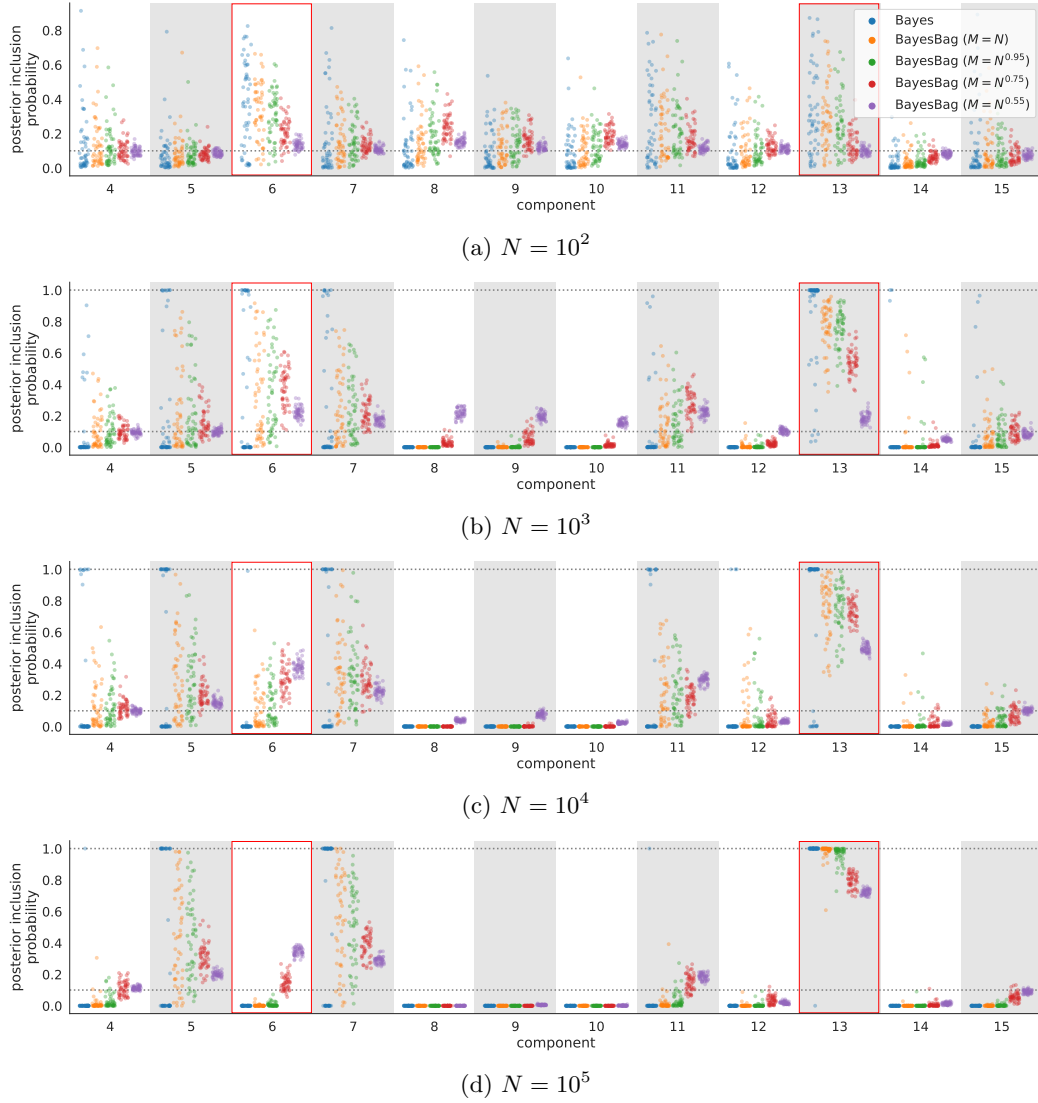 0.8
0.6
0.4
0.2
0.0
posterior inclusion
probability
Bayes
BayesBag (M = N)
BayesBag (M = N^0.95)
BayesBag (M = N^0.75)
BayesBag (M = N^0.55)
4 5 6 7 8 9 10 11 12 13 14 15
component
(a) N = 10^2
1.0
0.8
0.6
0.4
0.2
0.0
posterior inclusion
probability
4 5 6 7 8 9 10 11 12 13 14 15
component
(b) N = 10^3
1.0
0.8
0.6
0.4
0.2
0.0
posterior inclusion
probability
4 5 6 7 8 9 10 11 12 13 14 15
component
(c) N = 10^4
1.0
0.8
0.6
0.4
0.2
0.0
posterior inclusion
probability
4 5 6 7 8 9 10 11 12 13 14 15
component
(d) N = 10^5